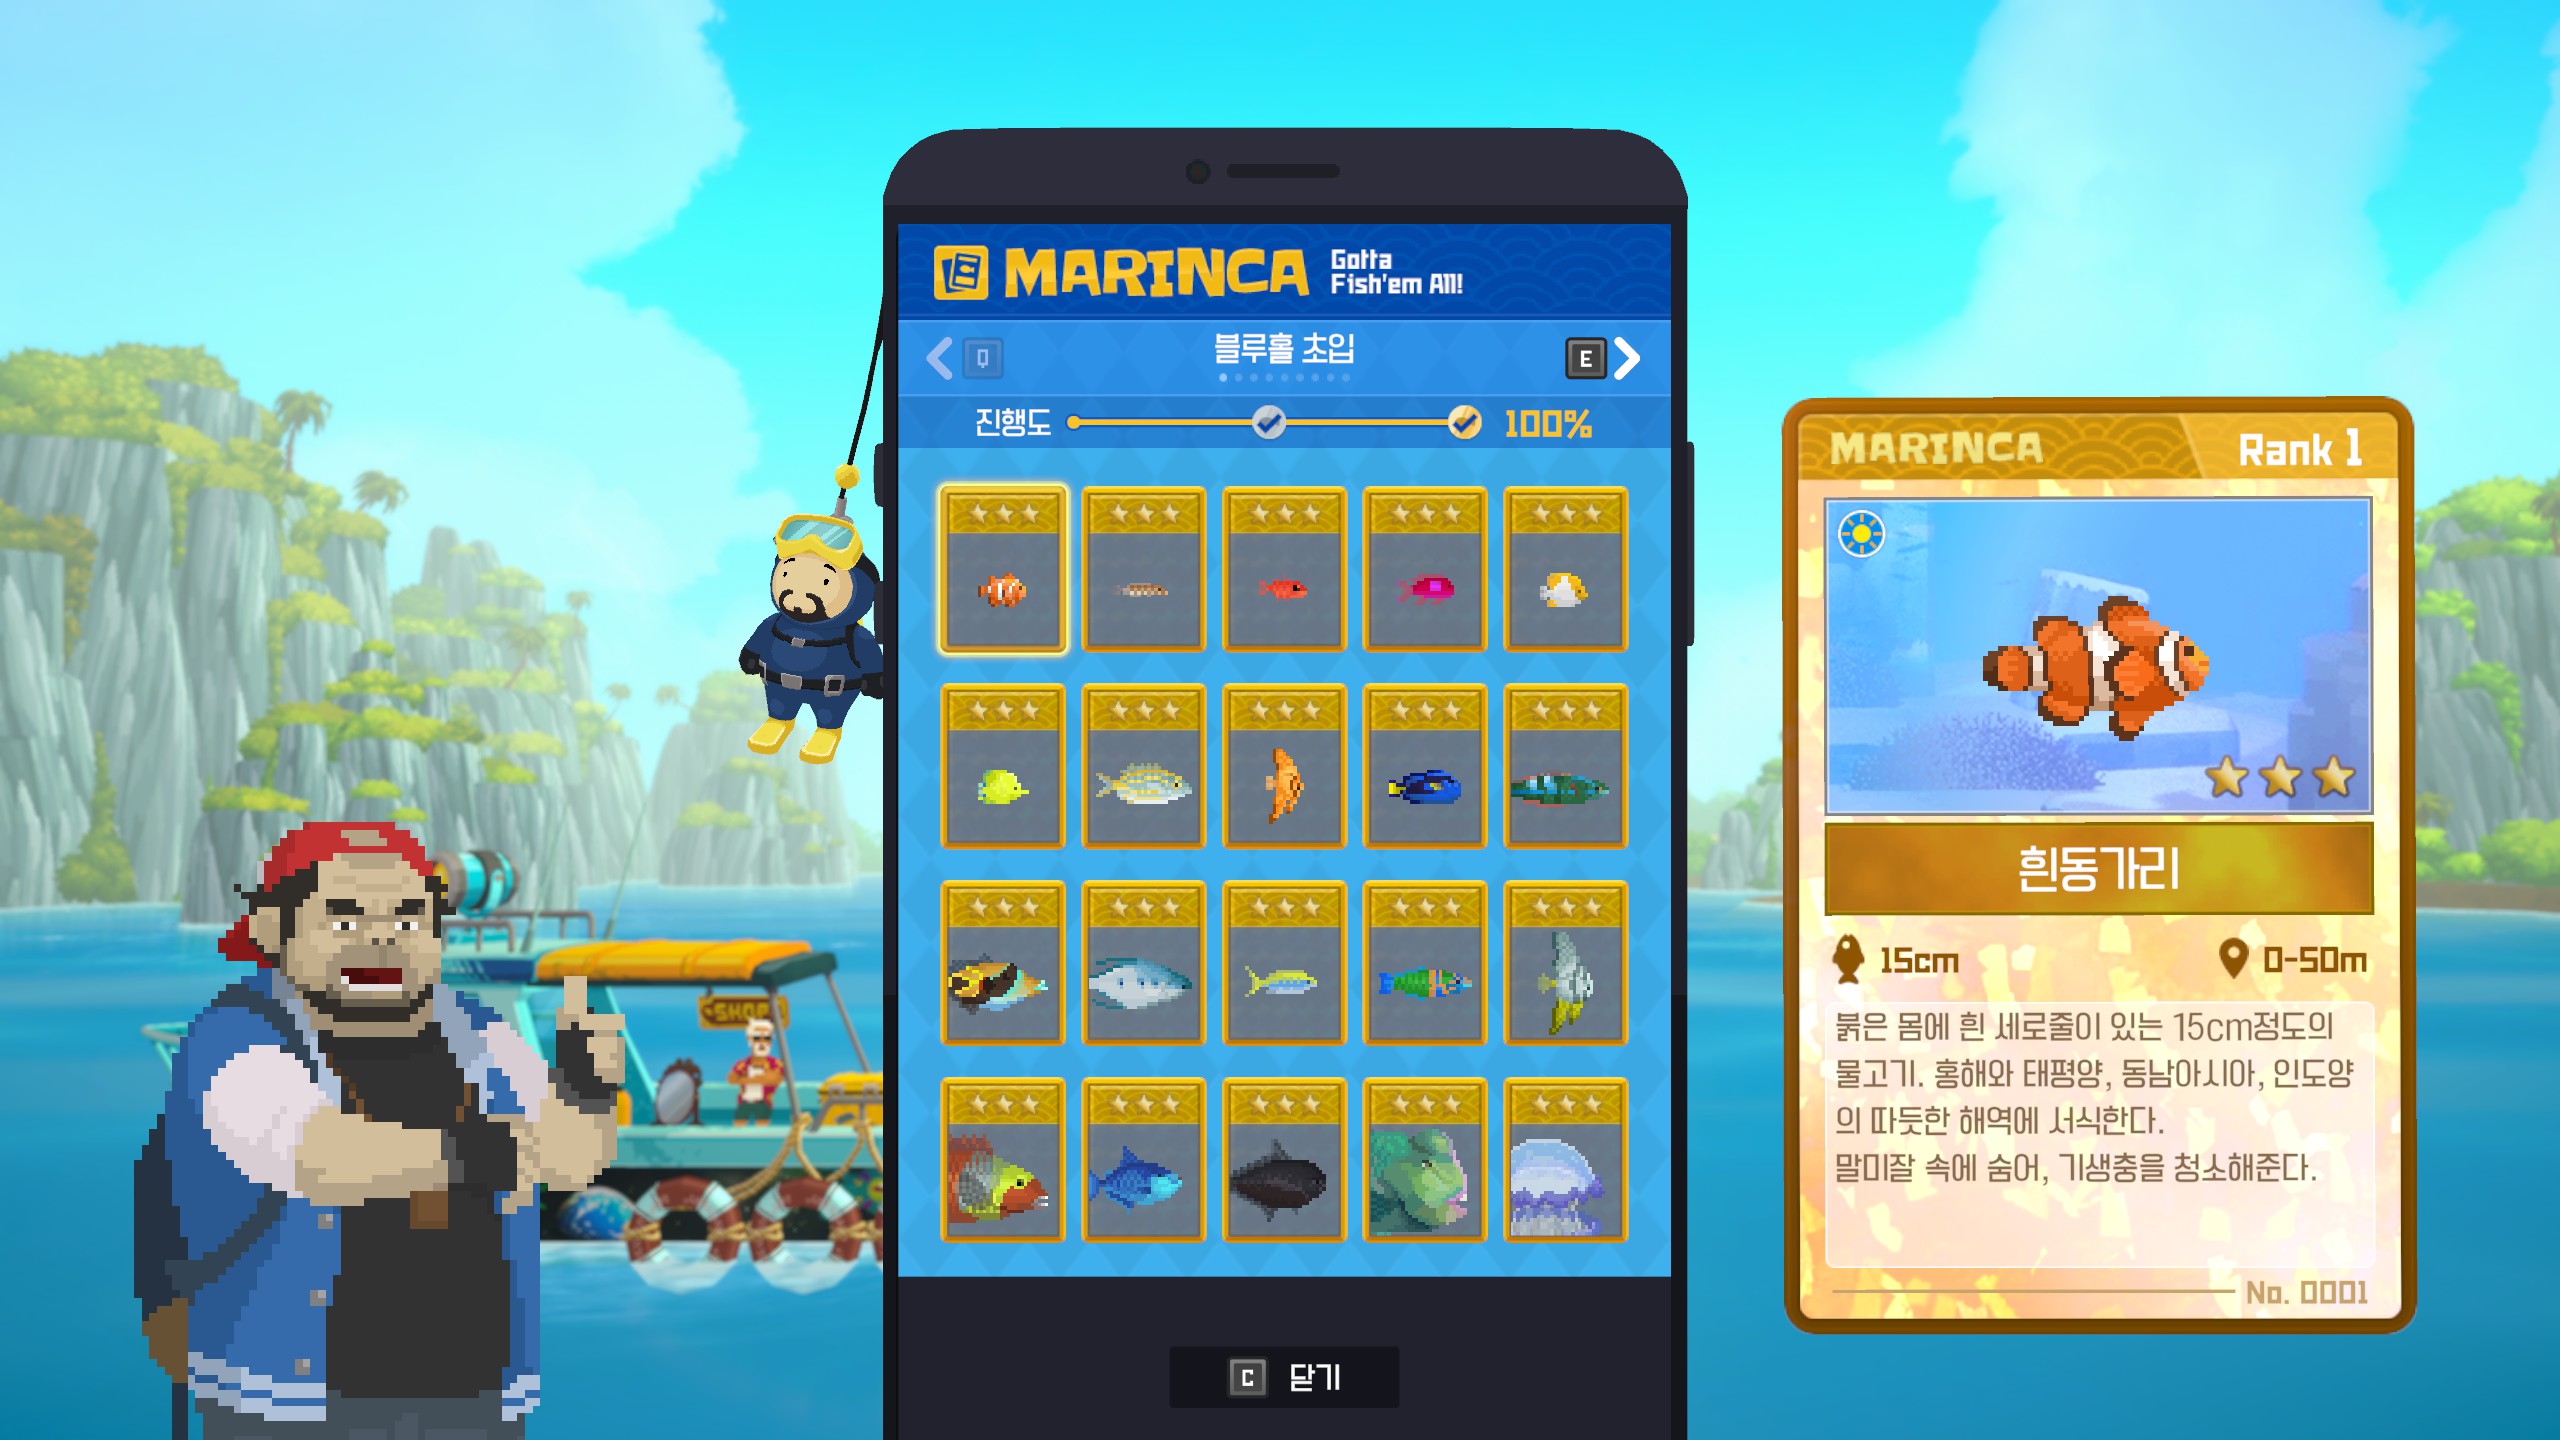 MARINCA
Gotta
Fish'em All!
Q
블루홀 초입
E
진행도
100%
SHOP
C 닫기
MARINCA
Rank 1
흰동가리
15cm
0-50m
붉은 몸에 흰 세로줄이 있는 15cm정도의
물고기. 홍해와 태평양, 동남아시아, 인도양
의 따듯한 해역에 서식한다.
말미잘 속에 숨어, 기생충을 청소해준다.
No. 0001